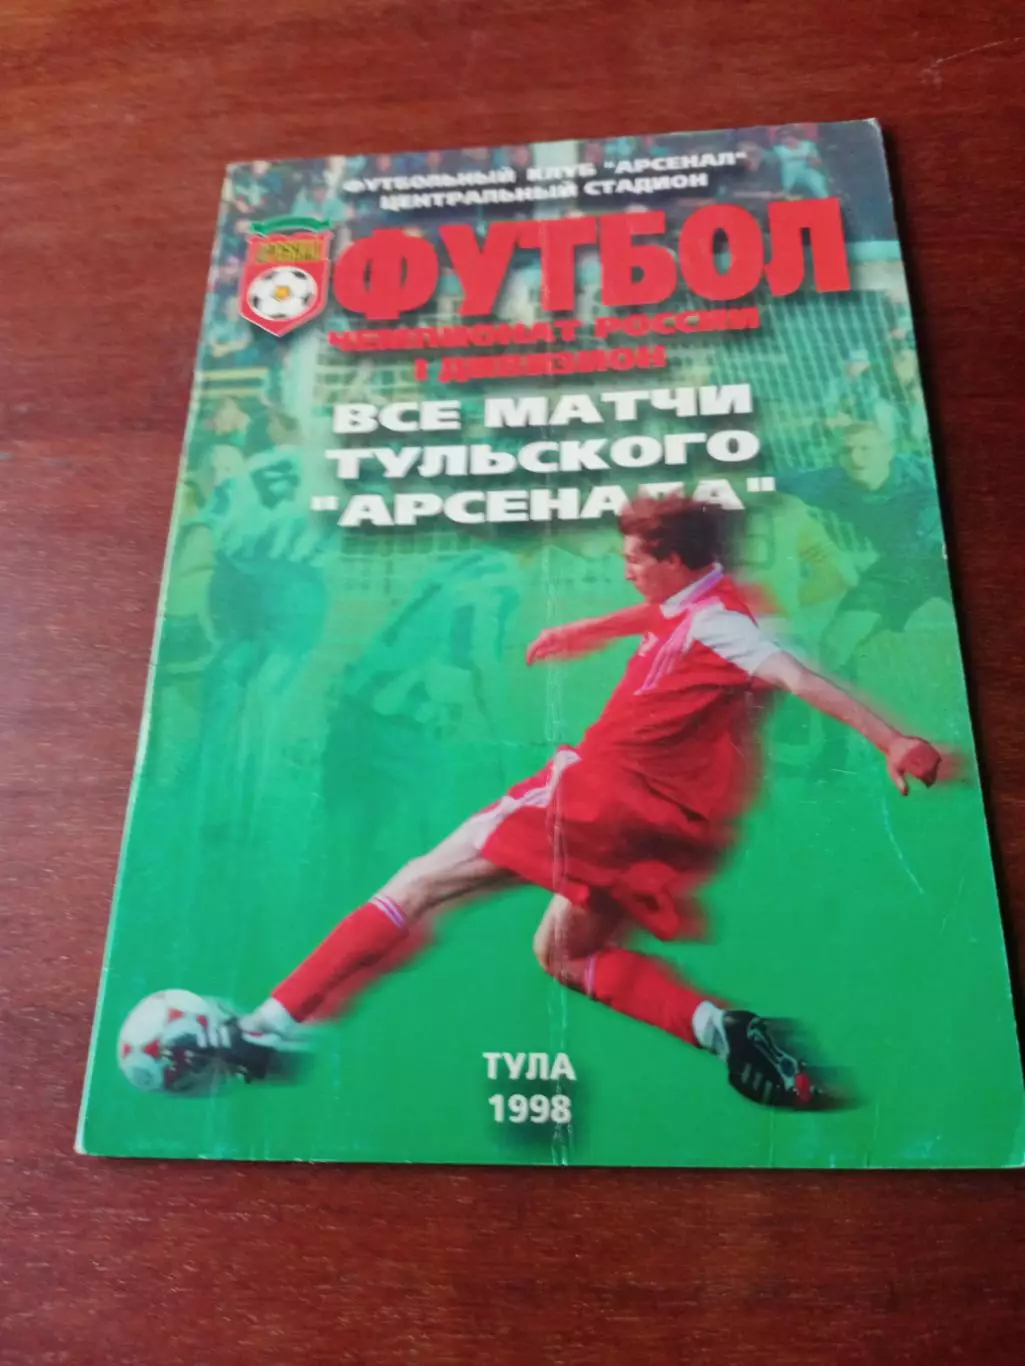 ФУТБОЛЬНЫЙ КЛУБ "АРСЕНАЛ"
ЦЕНТРАЛЬНЫЙ СТАДИОН
ФУТБОЛ
ЧЕМПИОНАТ РОССИИ
I ДИВИЗИОН
ВСЕ МАТЧИ
ТУЛЬСКОГО
"АРСЕНАЛА"
ТУЛА
1998